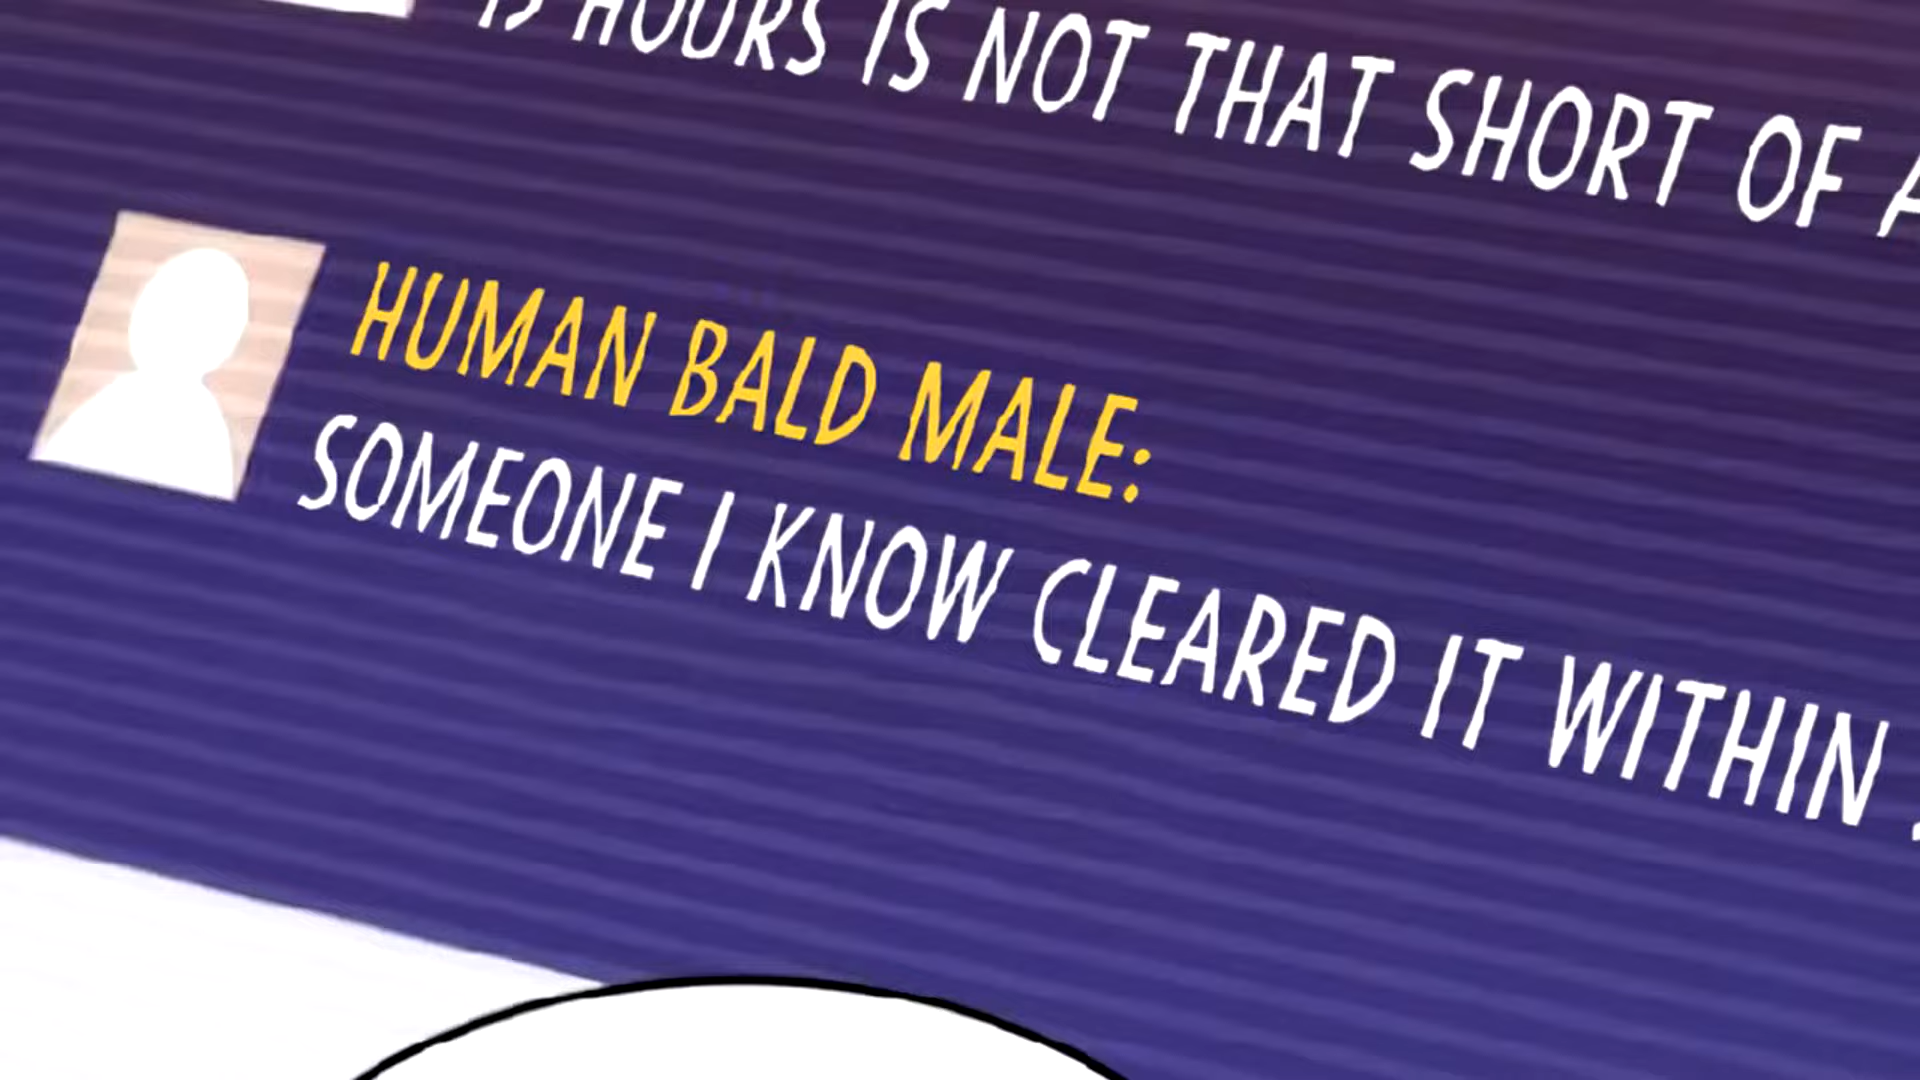 HOURS IS NOT THAT SHORT OF
HUMAN BALD MALE:
SOMEONE I KNOW CLEARED IT WITHIN